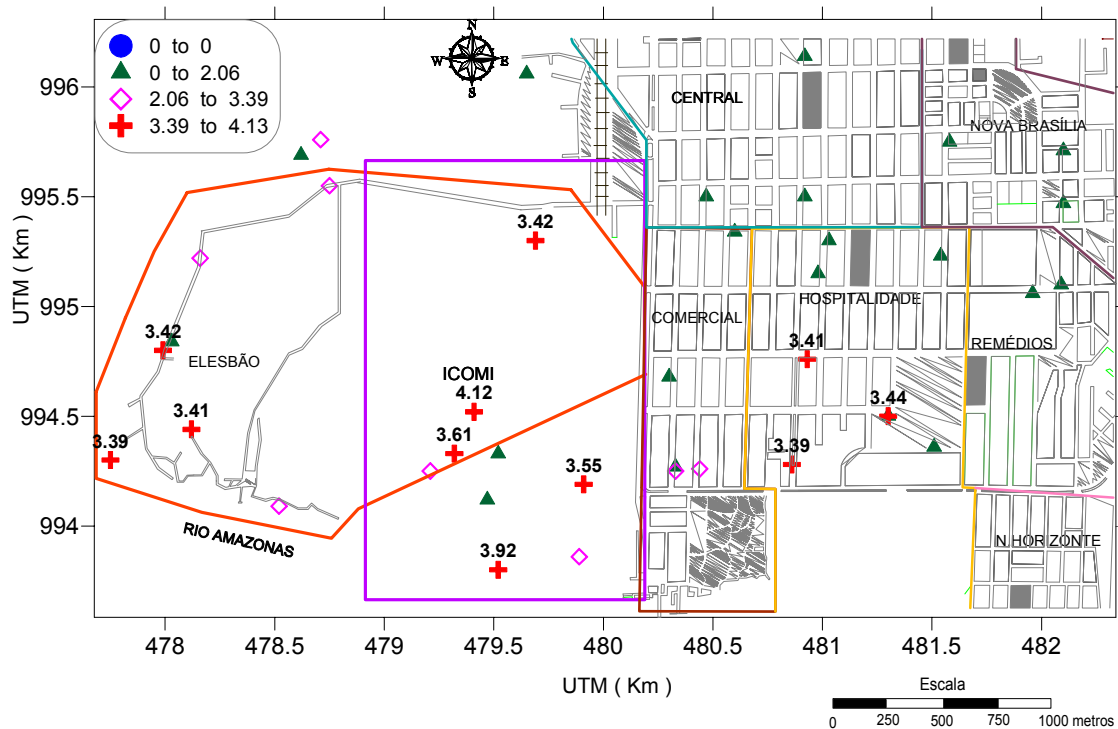 0 to 0
0 to 2.06
2.06 to 3.39
3.39 to 4.13
N
W E
S
CENTRAL
NOVA BRASÍLIA
HOSPITALIDADE
COMERCIAL
REMÉDIOS
ELESBÃO
ICOMI
N.HORIZONTE
RIO AMAZONAS
3.42
3.42
3.41
4.12
3.41
3.44
3.61
3.39
3.39
3.55
3.92
996
995.5
995
994.5
994
UTM ( Km )
478 478.5 479 479.5 480 480.5 481 481.5 482
UTM ( Km )
Escala
0 250 500 750 1000 metros